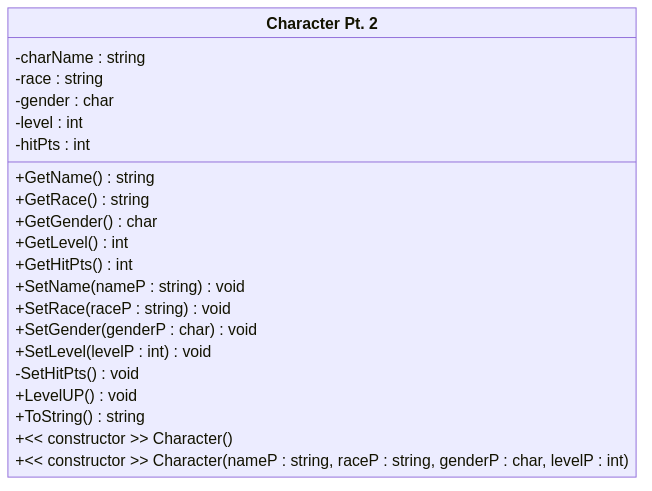 Character Pt. 2
-charName : string
-race : string
-gender : char
-level : int
-hitPts : int
+GetName() : string
+GetRace() : string
+GetGender() : char
+GetLevel() : int
+GetHitPts() : int
+SetName(nameP : string) : void
+SetRace(raceP : string) : void
+SetGender(genderP : char) : void
+SetLevel(levelP : int) : void
-SetHitPts() : void
+LevelUP() : void
+ToString() : string
+<< constructor >> Character()
+<< constructor >> Character(nameP : string, raceP : string, genderP : char, levelP : int)